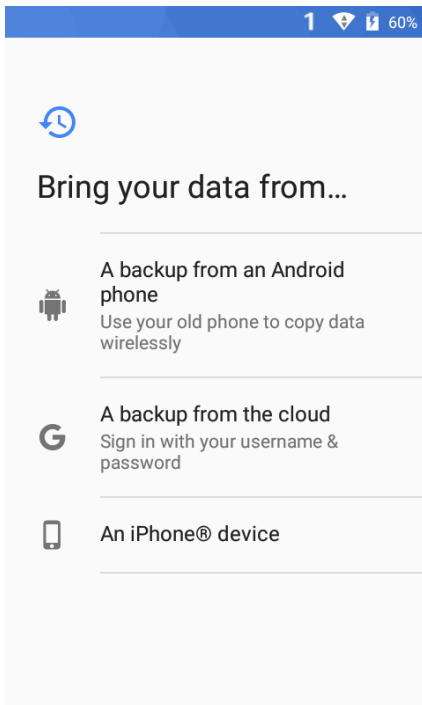 1 60%
Bring your data from...
A backup from an Android
phone
Use your old phone to copy data
wirelessly
A backup from the cloud
Sign in with your username &
password
An iPhone® device